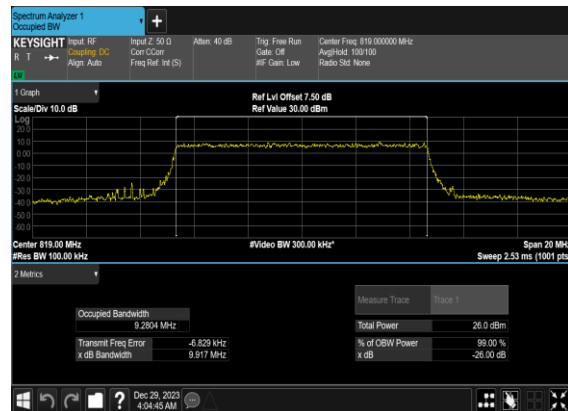 Spectrum Analyzer 1
Occupied BW
+
KEYSIGHT
R T
LV
Input: RF
Coupling: DC
Align: Auto
Input Z: 50 Ω
Corr CCorr
Freq Ref: Int (S)
Atten: 40 dB
Trig: Free Run
Gate: Off
#IF Gain: Low
Center Freq: 819.000000 MHz
Avg|Hold: 100/100
Radio Std: None
1 Graph
Scale/Div 10.0 dB
Ref Lvl Offset 7.50 dB
Ref Value 30.00 dBm
Log
20.0
10.0
0.00
-10.0
-20.0
-30.0
-40.0
-50.0
-60.0
Center 819.00 MHz
#Res BW 100.00 kHz
#Video BW 300.00 kHz*
Span 20 MHz
Sweep 2.53 ms (1001 pts)
2 Metrics
Measure Trace Trace 1
Occupied Bandwidth
9.2804 MHz
Total Power 26.0 dBm
Transmit Freq Error -6.829 kHz
% of OBW Power 99.00 %
x dB Bandwidth 9.917 MHz
x dB -26.00 dB
?
Dec 29, 2023
4:04:45 AM